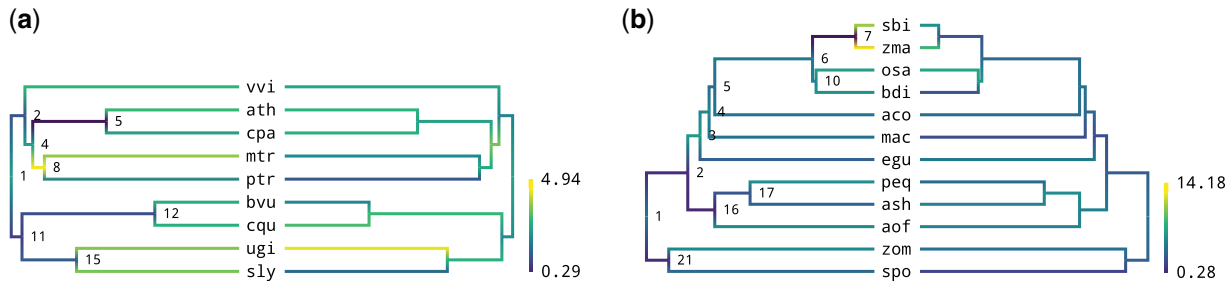 (a)
vvi
ath
cpa
mtr
ptr
bvu
cqu
ugi
sly
2
5
4
8
1
12
11
15
4.94
0.29
(b)
sbi
zma
osa
bdi
aco
mac
egu
peq
ash
aof
zom
spo
7
6
10
5
4
3
2
17
16
1
21
14.18
0.28